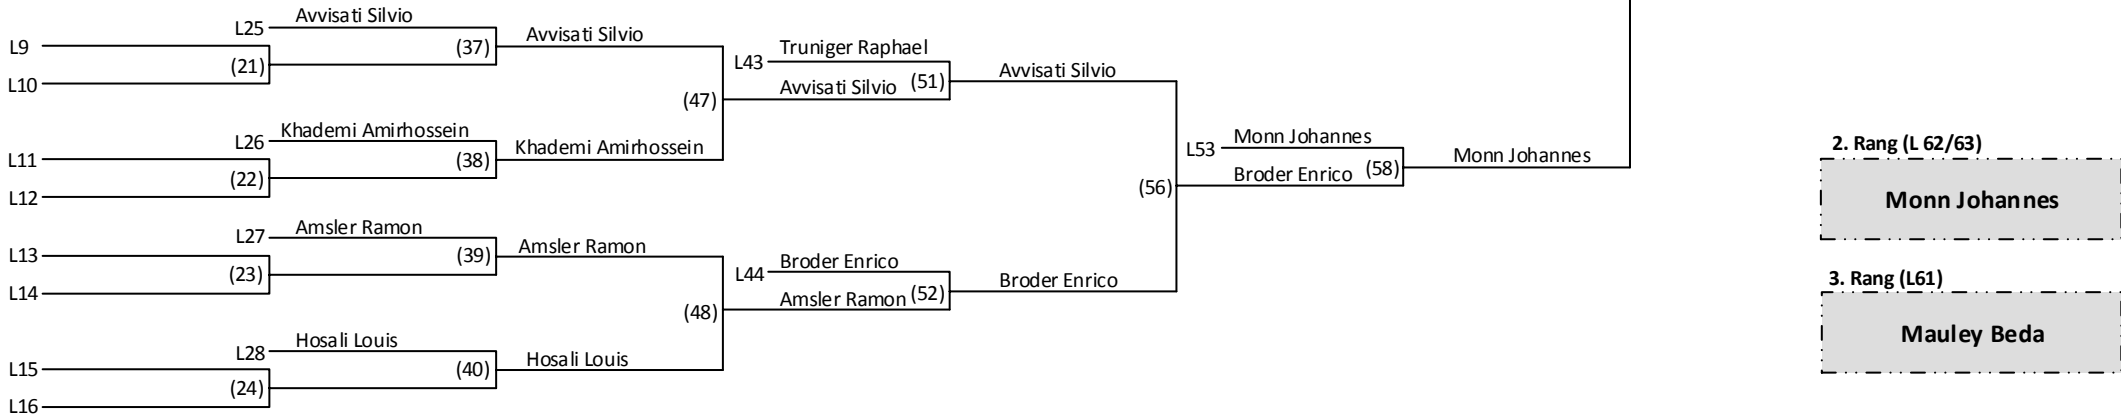 L9
L10
L11
L12
L13
L14
L15
L16
(21)
(22)
(23)
(24)
L25 Avvisati Silvio
L26 Khademi Amirhossein
L27 Amsler Ramon
L28 Hosali Louis
(37)
(38)
(39)
(40)
Avvisati Silvio
Khademi Amirhossein
Amsler Ramon
Hosali Louis
(47)
(48)
L43 Truniger Raphael
Avvisati Silvio (51)
L44 Broder Enrico
Amsler Ramon (52)
Avvisati Silvio
Broder Enrico
(56)
L53 Monn Johannes
Broder Enrico (58)
Monn Johannes
2. Rang (L 62/63)
Monn Johannes
3. Rang (L61)
Mauley Beda